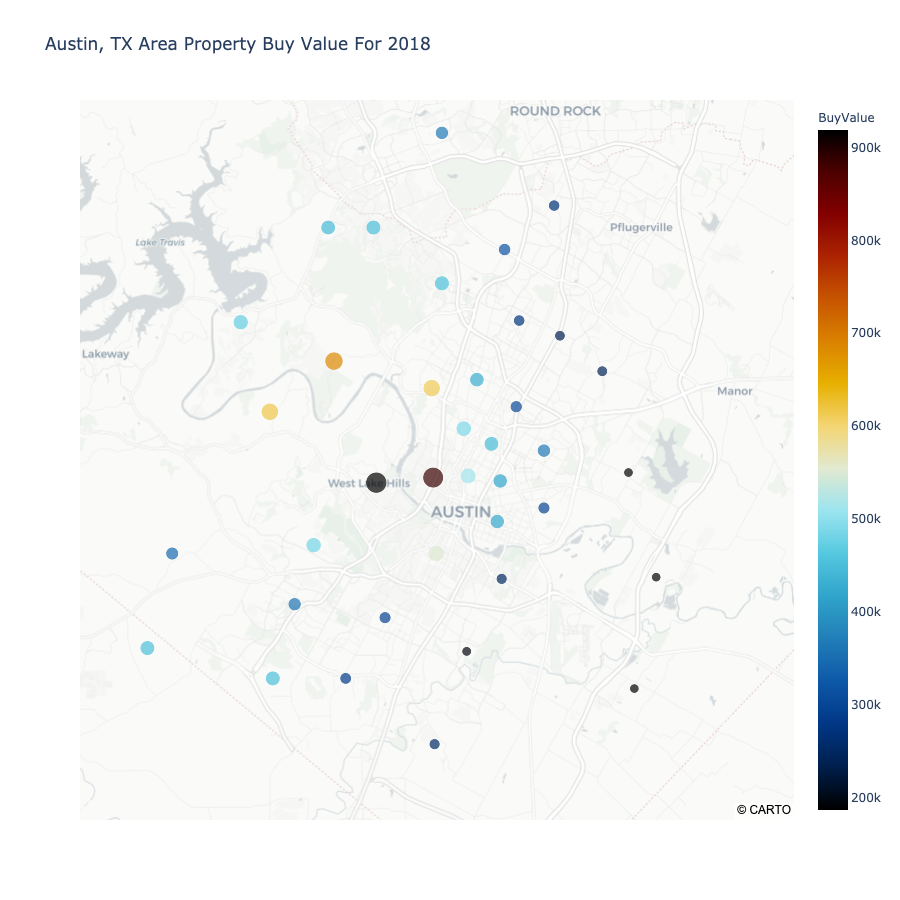 Austin, TX Area Property Buy Value For 2018
ROUND ROCK
BuyValue
900k
Pflugerville
Lake Travis
800k
700k
Lakeway
Manor
600k
West Lake Hills
AUSTIN
500k
400k
300k
200k
© CARTO